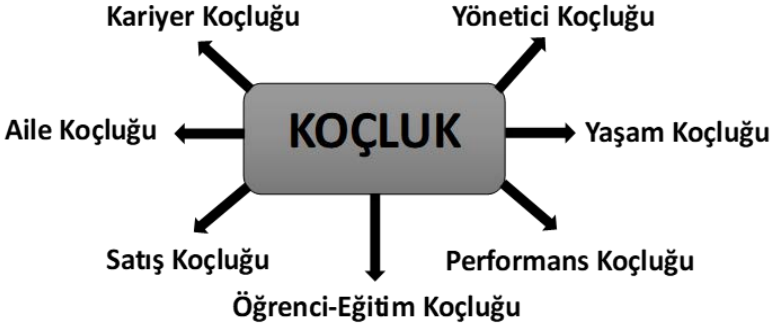 Kariyer Koçluğu
Yönetici Koçluğu
Aile Koçluğu
KOÇLUK
Yaşam Koçluğu
Satış Koçluğu
Performans Koçluğu
Öğrenci-Eğitim Koçluğu